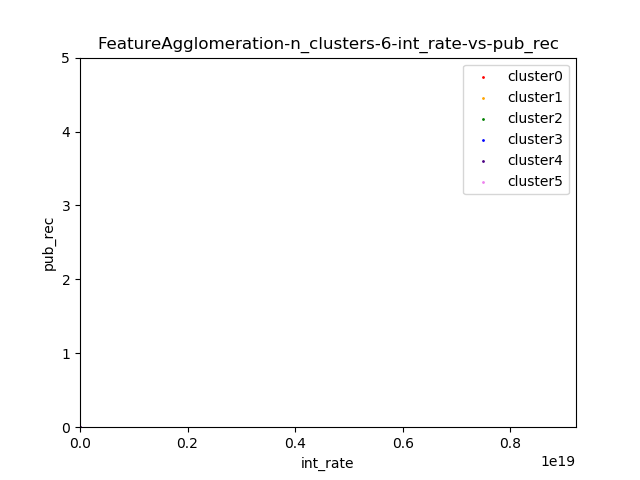 FeatureAgglomeration-n_clusters-6-int_rate-vs-pub_rec
cluster0
cluster1
cluster2
cluster3
cluster4
cluster5
5
4
3
2
1
0
pub_rec
0.0 0.2 0.4 0.6 0.8
1e19
int_rate